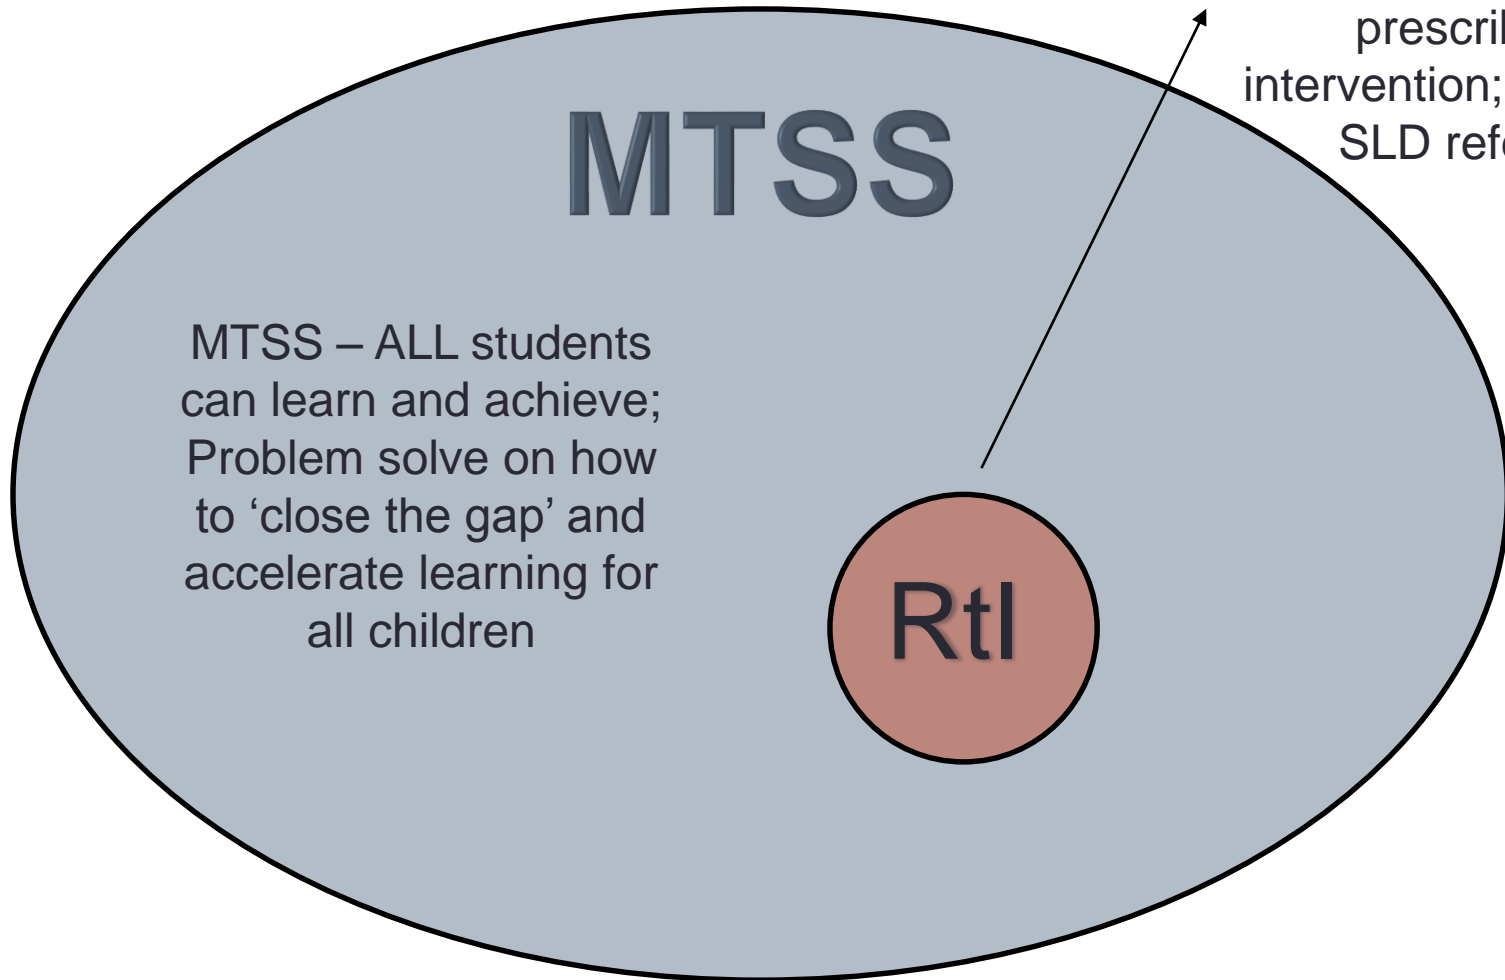 intervention;
SLD
MTSS
MTSS – ALL students
can learn and achieve;
Problem solve on how
to ‘close the gap’ and
accelerate learning for
all children
RtI